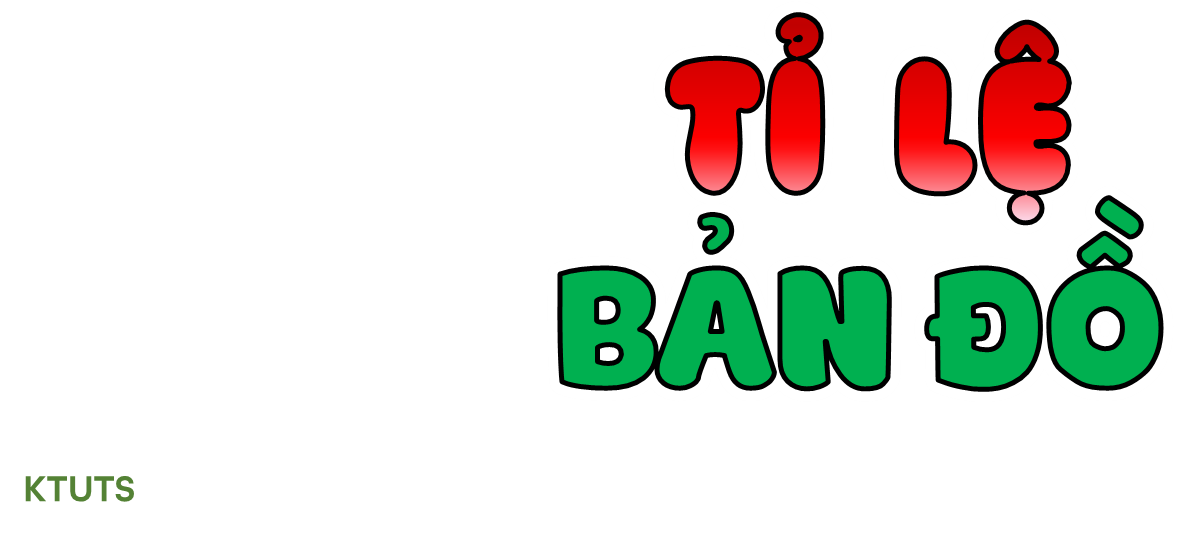 TỈ LỆ
BẢN ĐỒ
KTUTS